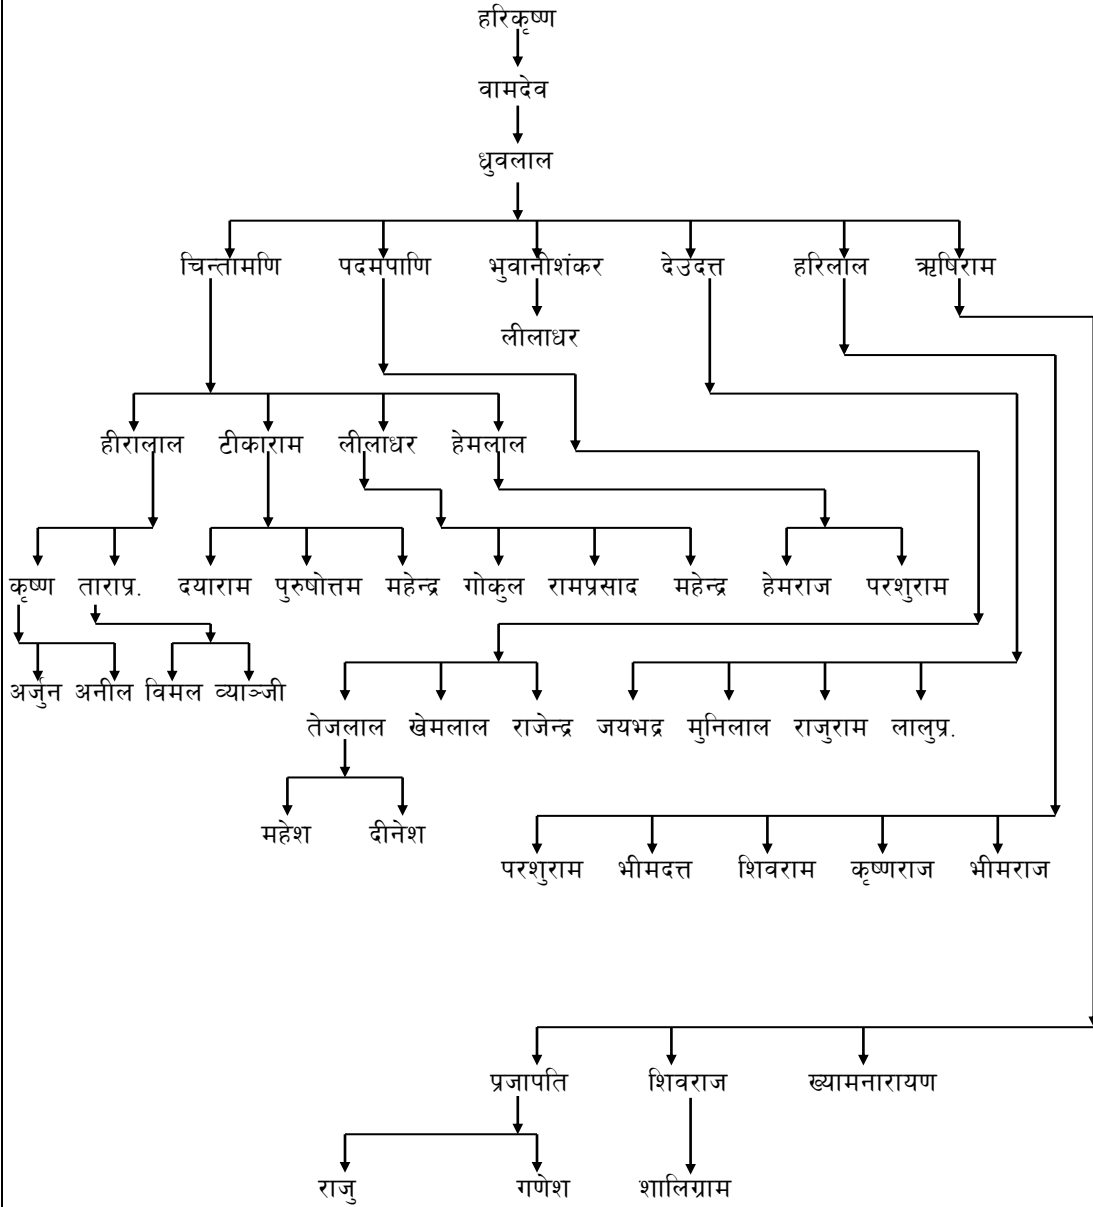 हरिकृष्ण
वामदेव
ध्रुवलाल
चिन्तामणि पदमपाणि भुवानीशंकर देउदत्त हरिलाल ऋषिराम
लीलाधर
हीरालाल टीकाराम लीलाधर हेमलाल
कृष्ण ताराप्र. दयाराम पुरुषोत्तम महेन्द्र गोकुल रामप्रसाद महेन्द्र हेमराज परशुराम
अर्जुन अनील विमल व्याञ्जी
तेजलाल खेमलाल राजेन्द्र जयभद्र मुनिलाल राजुराम लालुप्र.
महेश दीनेश
परशुराम भीमदत्त शिवराम कृष्णराज भीमराज
प्रजापति शिवराज ख्यामनारायण
राजु गणेश शालिग्राम